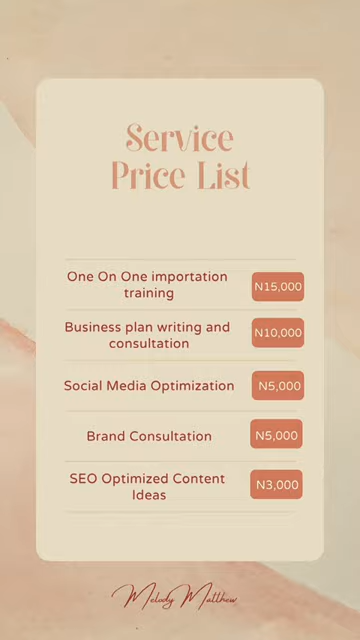 Service
Price List
One On One importation
training
N15,000
Business plan writing and
consultation
N10,000
Social Media Optimization
N5,000
Brand Consultation
N5,000
SEO Optimized Content
Ideas
N3,000
Melody Matthew